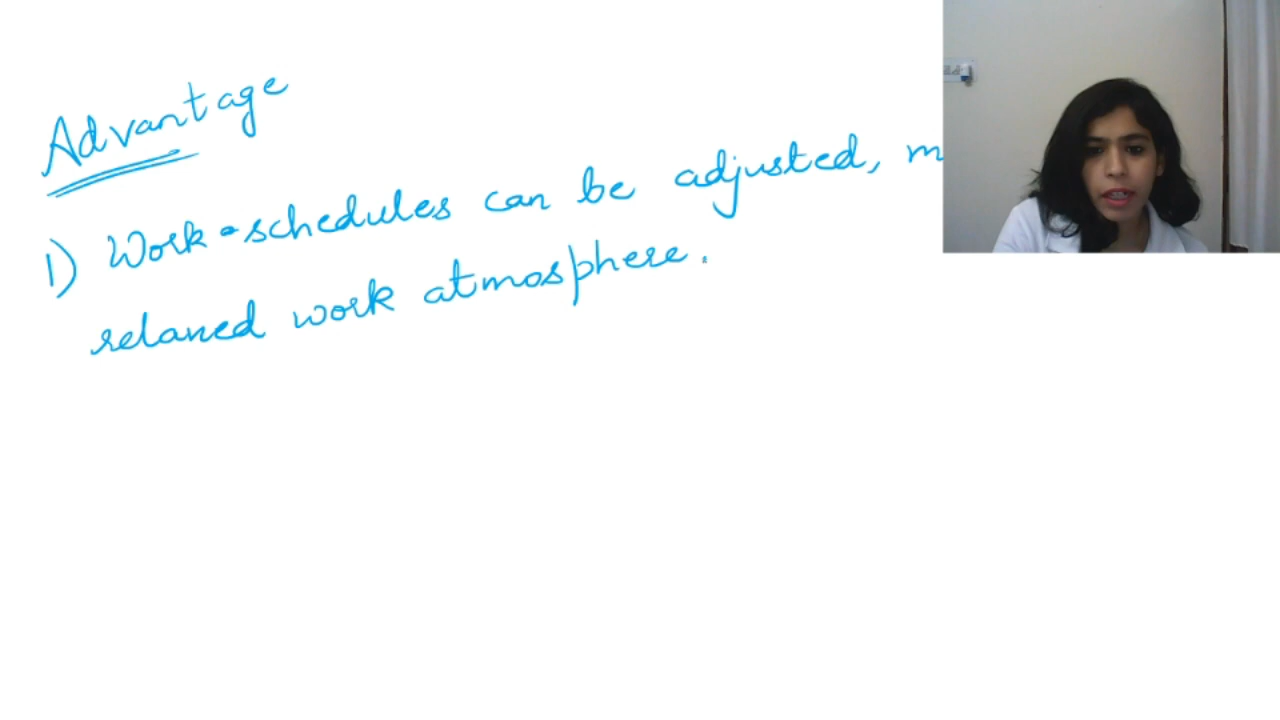 Advantage
1) Work-schedules can be adjusted, m
relaxed work atmosphere.